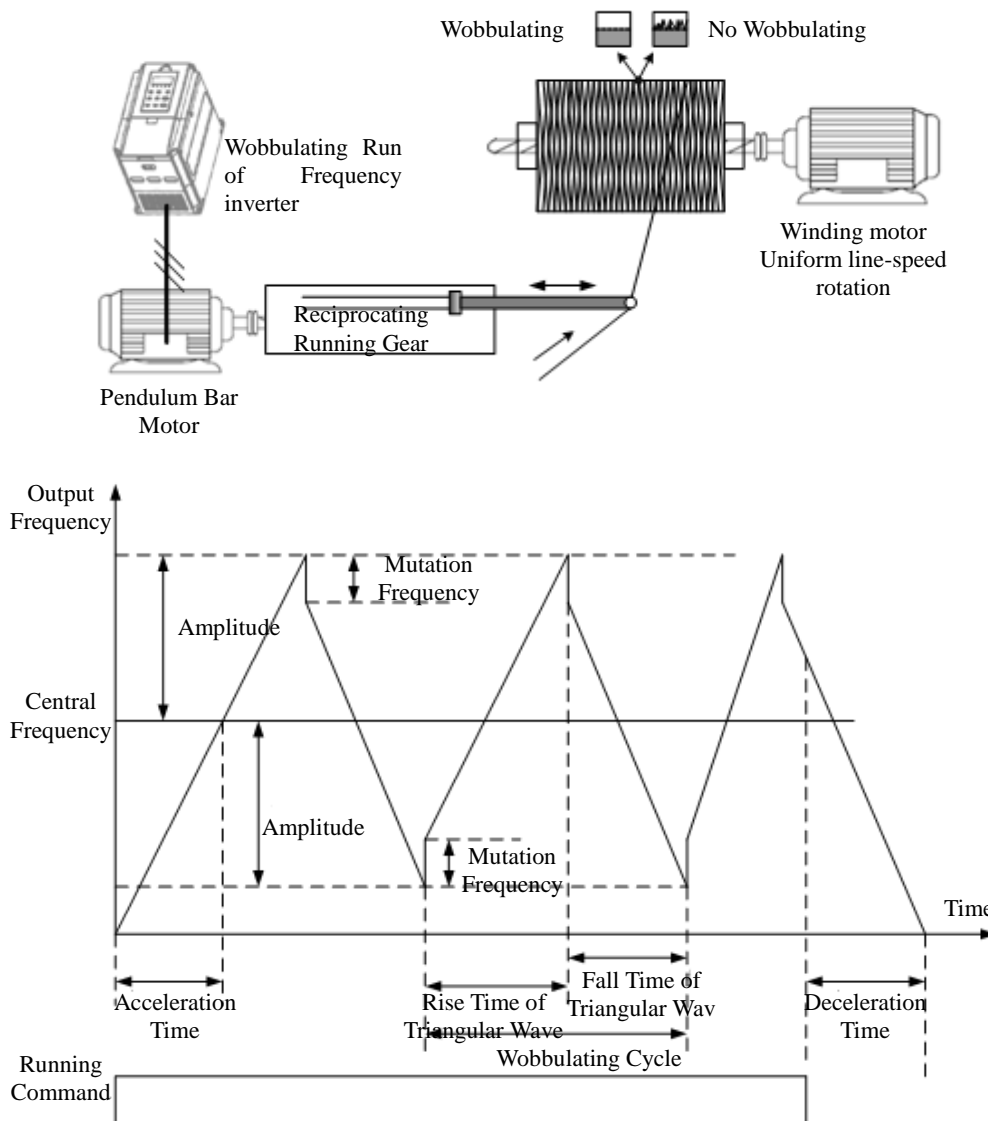 Wobbulating
No Wobbulating
Wobbulating Run
of Frequency
inverter
Winding motor
Uniform line-speed
rotation
Reciprocating
Running Gear
Pendulum Bar
Motor
Output
Frequency
Mutation
Frequency
Amplitude
Central
Frequency
Amplitude
Mutation
Frequency
Time
Acceleration
Time
Rise Time of
Triangular Wave
Fall Time of
Triangular Wav
Deceleration
Time
Wobbulating Cycle
Running
Command